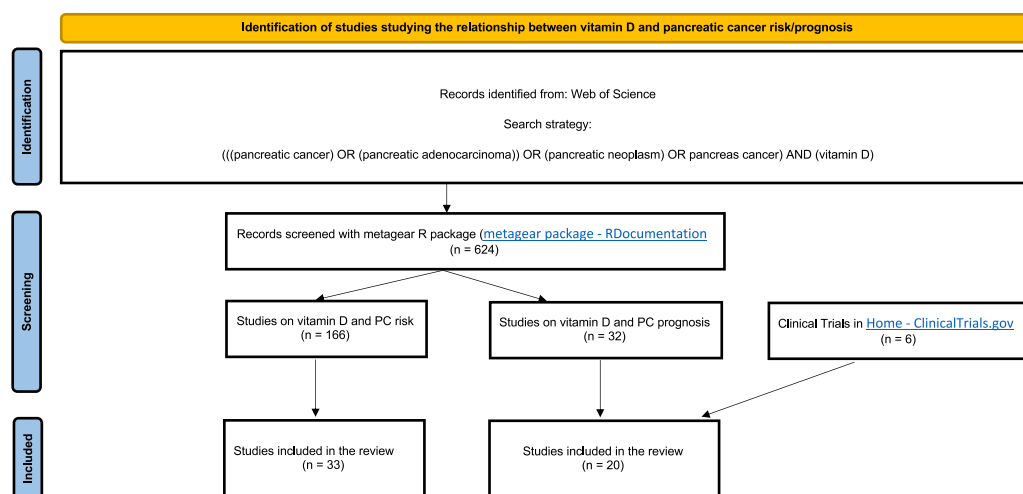 Identification of studies studying the relationship between vitamin D and pancreatic cancer risk/prognosis
Identification
Records identified from: Web of Science
Search strategy:
(((pancreatic cancer) OR (pancreatic adenocarcinoma)) OR (pancreatic neoplasm) OR pancreas cancer) AND (vitamin D)
Screening
Records screened with metagear R package (metagear package - RDocumentation
(n = 624)
Studies on vitamin D and PC risk
(n = 166)
Studies on vitamin D and PC prognosis
(n = 32)
Clinical Trials in Home - ClinicalTrials.gov
(n = 6)
Included
Studies included in the review
(n = 33)
Studies included in the review
(n = 20)